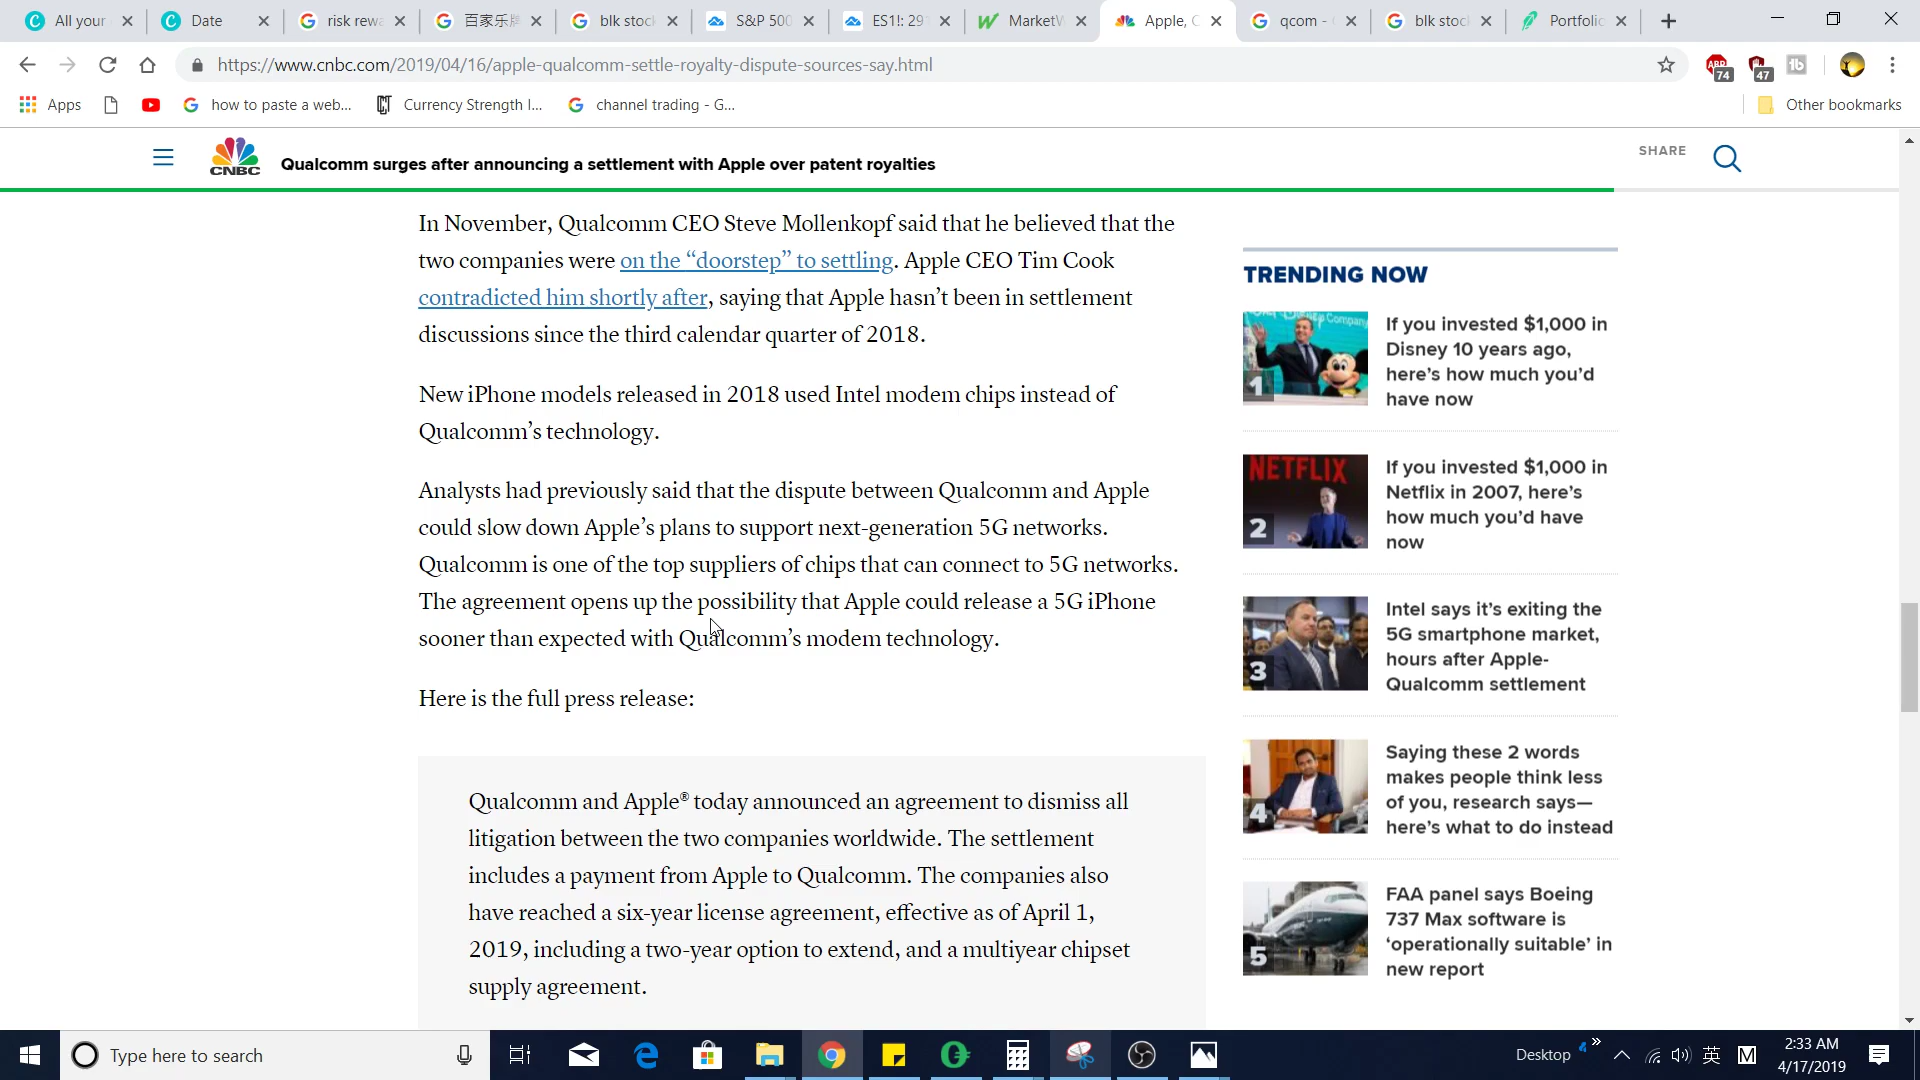 All your
Date
risk rewa
百家乐牌
blk stoc
S&P 500
ES1!: 291
MarketW
Apple, C
qcom -
blk stoc
Portfolio
https://www.cnbc.com/2019/04/16/apple-qualcomm-settle-royalty-dispute-sources-say.html
ABP
74
47
Apps
how to paste a web...
Currency Strength I...
channel trading - G...
Other bookmarks
CNBC
Qualcomm surges after announcing a settlement with Apple over patent royalties
SHARE
In November, Qualcomm CEO Steve Mollenkopf said that he believed that the
two companies were on the “doorstep” to settling. Apple CEO Tim Cook
contradicted him shortly after, saying that Apple hasn’t been in settlement
discussions since the third calendar quarter of 2018.
New iPhone models released in 2018 used Intel modem chips instead of
Qualcomm’s technology.
Analysts had previously said that the dispute between Qualcomm and Apple
could slow down Apple’s plans to support next-generation 5G networks.
Qualcomm is one of the top suppliers of chips that can connect to 5G networks.
The agreement opens up the possibility that Apple could release a 5G iPhone
sooner than expected with Qualcomm’s modem technology.
Here is the full press release:
Qualcomm and Apple® today announced an agreement to dismiss all
litigation between the two companies worldwide. The settlement
includes a payment from Apple to Qualcomm. The companies also
have reached a six-year license agreement, effective as of April 1,
2019, including a two-year option to extend, and a multiyear chipset
supply agreement.
TRENDING NOW
Company
1
If you invested $1,000 in
Disney 10 years ago,
here’s how much you’d
have now
NETFLIX
2
If you invested $1,000 in
Netflix in 2007, here’s
how much you’d have
now
3
Intel says it’s exiting the
5G smartphone market,
hours after Apple-
Qualcomm settlement
4
Saying these 2 words
makes people think less
of you, research says—
here’s what to do instead
5
FAA panel says Boeing
737 Max software is
‘operationally suitable’ in
new report
Type here to search
Desktop
英
M
2:33 AM
4/17/2019